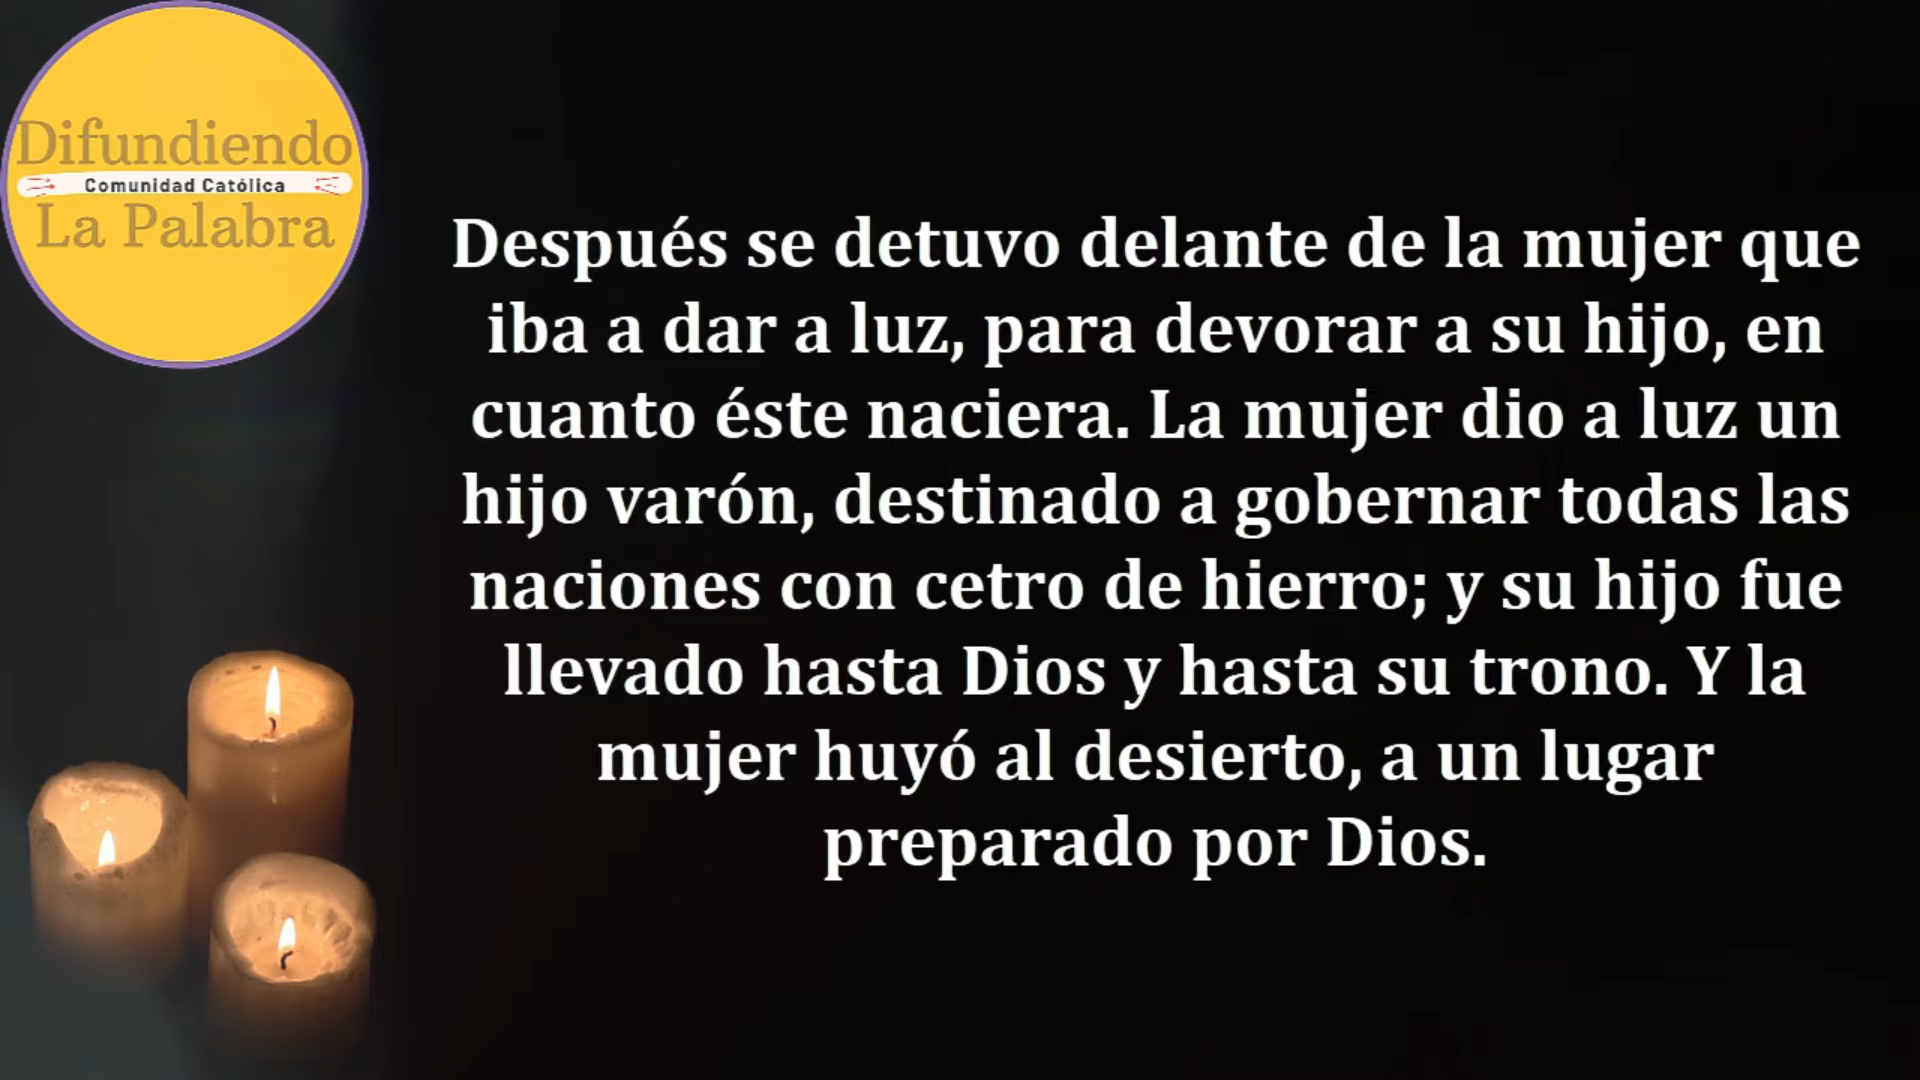 Difundiendo
Comunidad Católica
La Palabra
Después se detuvo delante de la mujer que
iba a dar a luz, para devorar a su hijo, en
cuanto éste naciera. La mujer dio a luz un
hijo varón, destinado a gobernar todas las
naciones con cetro de hierro; y su hijo fue
llevado hasta Dios y hasta su trono. Y la
mujer huyó al desierto, a un lugar
preparado por Dios.